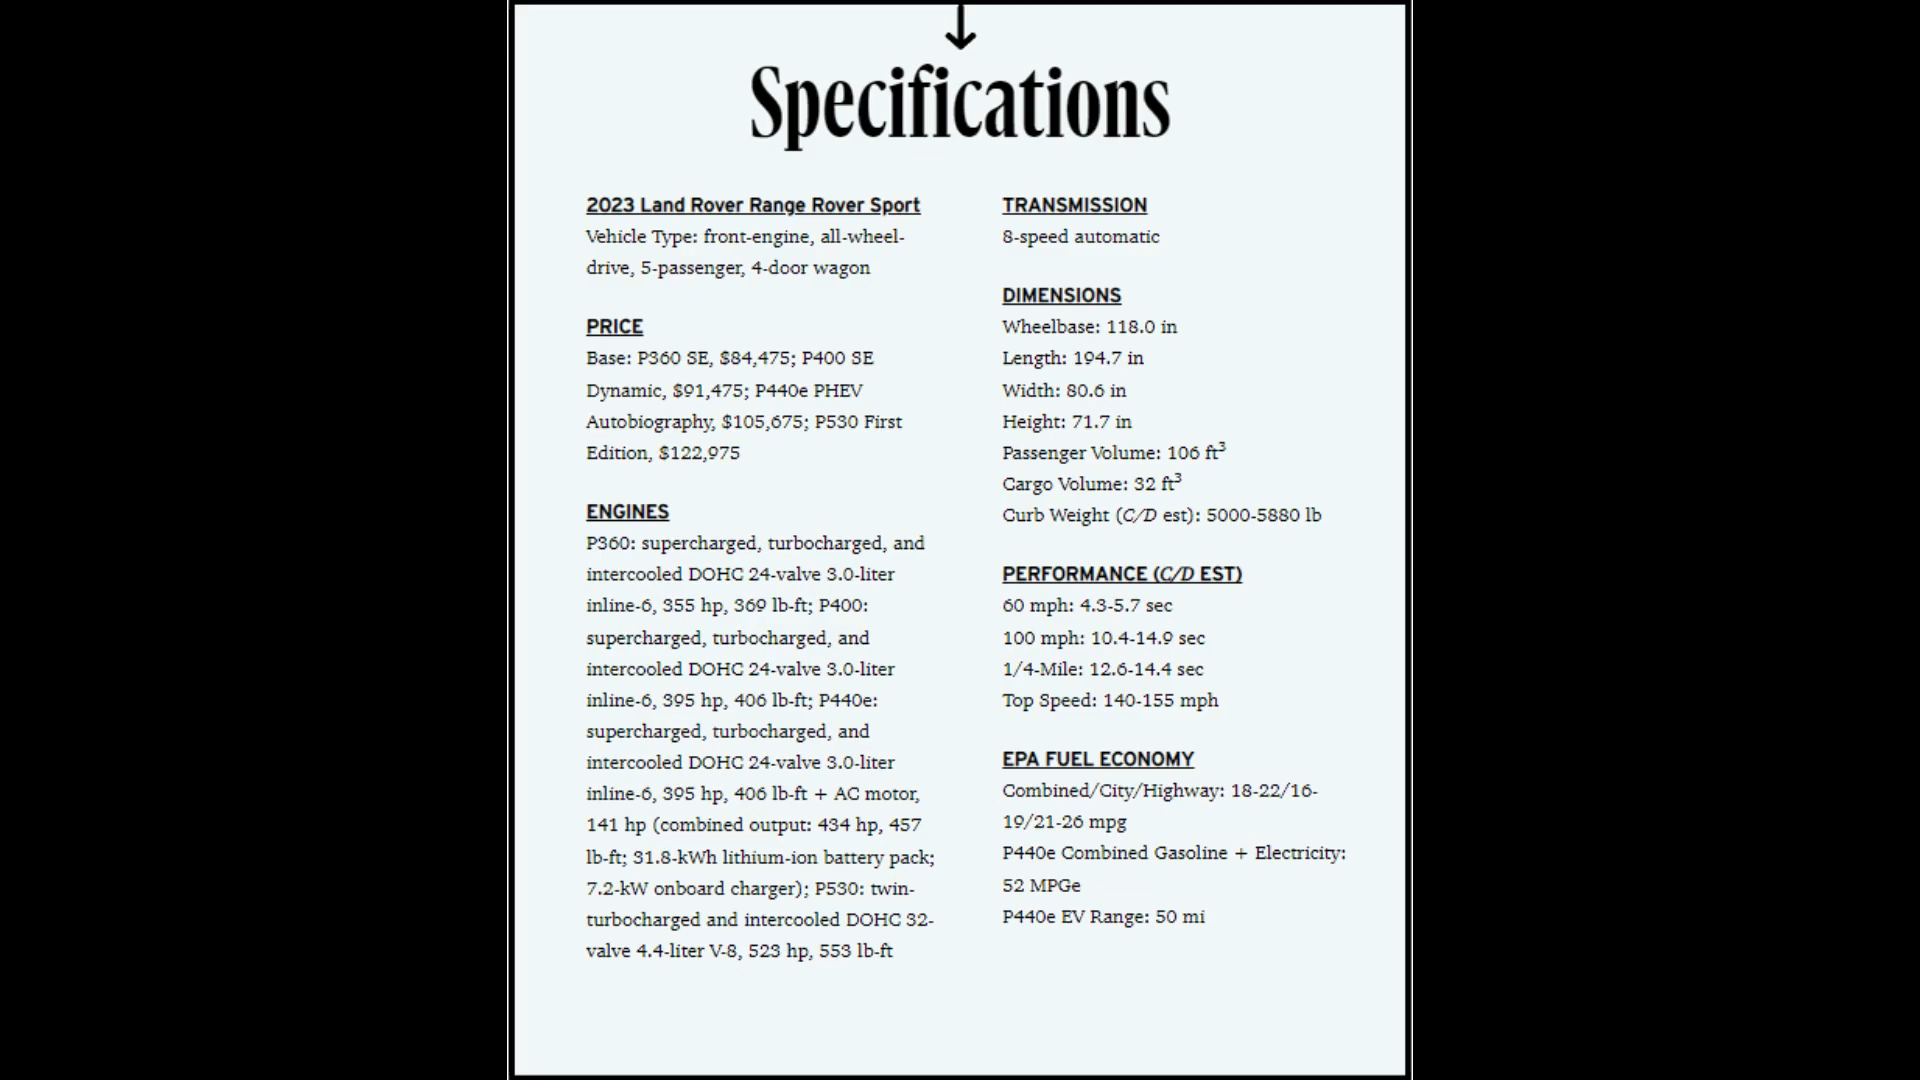 Specifications
2023 Land Rover Range Rover Sport
Vehicle Type: front-engine, all-wheel-
drive, 5-passenger, 4-door wagon
PRICE
Base: P360 SE, $84,475; P400 SE
Dynamic, $91,475; P440e PHEV
Autobiography, $105,675; P530 First
Edition, $122,975
ENGINES
P360: supercharged, turbocharged, and
intercooled DOHC 24-valve 3.0-liter
inline-6, 355 hp, 369 lb-ft; P400:
supercharged, turbocharged, and
intercooled DOHC 24-valve 3.0-liter
inline-6, 395 hp, 406 lb-ft; P440e:
supercharged, turbocharged, and
intercooled DOHC 24-valve 3.0-liter
inline-6, 395 hp, 406 lb-ft + AC motor,
141 hp (combined output: 434 hp, 457
lb-ft; 31.8-kWh lithium-ion battery pack;
7.2-kW onboard charger); P530: twin-
turbocharged and intercooled DOHC 32-
valve 4.4-liter V-8, 523 hp, 553 lb-ft
TRANSMISSION
8-speed automatic
DIMENSIONS
Wheelbase: 118.0 in
Length: 194.7 in
Width: 80.6 in
Height: 71.7 in
Passenger Volume: 106 ft³
Cargo Volume: 32 ft³
Curb Weight (C/D est): 5000-5880 lb
PERFORMANCE (C/D EST)
60 mph: 4.3-5.7 sec
100 mph: 10.4-14.9 sec
1/4-Mile: 12.6-14.4 sec
Top Speed: 140-155 mph
EPA FUEL ECONOMY
Combined/City/Highway: 18-22/16-
19/21-26 mpg
P440e Combined Gasoline + Electricity:
52 MPGe
P440e EV Range: 50 mi